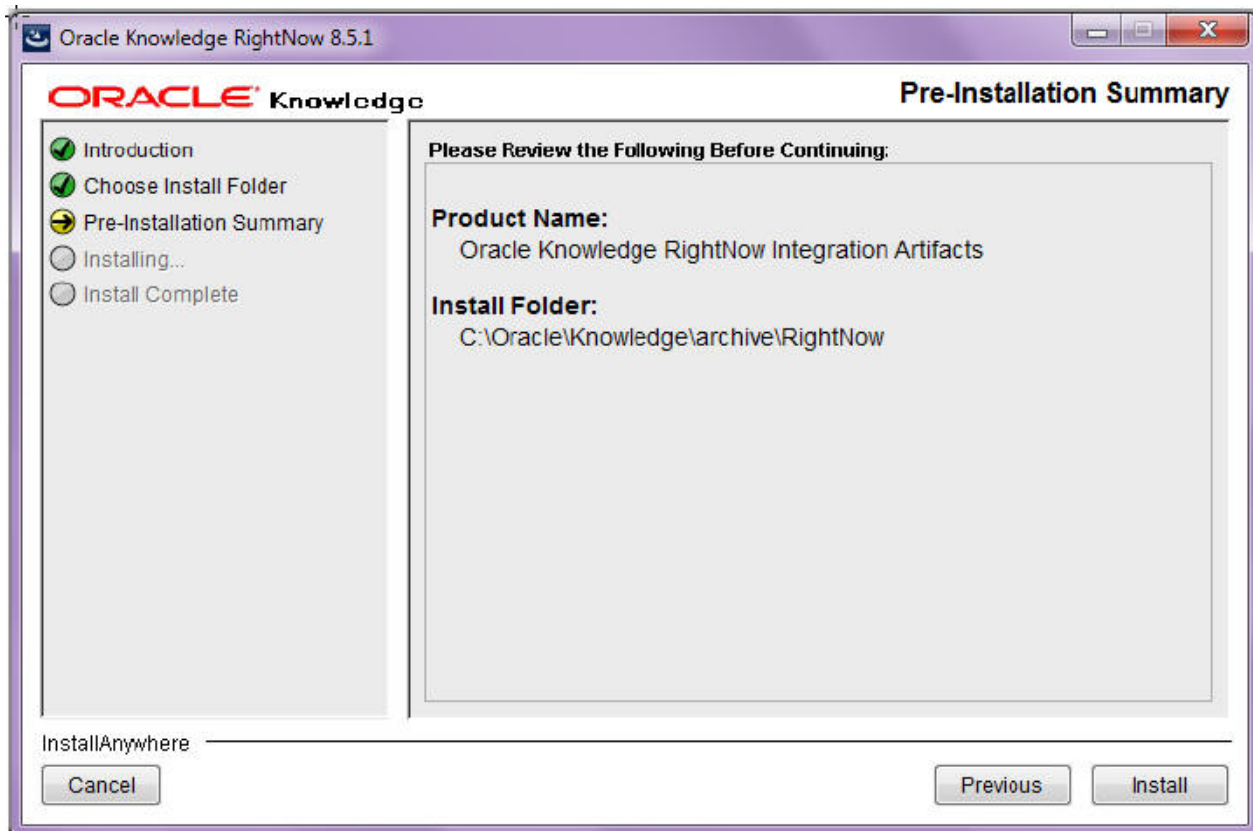 Oracle Knowledge RightNow 8.5.1
ORACLE Knowledge
Pre-Installation Summary
Introduction
Choose Install Folder
Pre-Installation Summary
Installing...
Install Complete
Please Review the Following Before Continuing:
Product Name:
Oracle Knowledge RightNow Integration Artifacts
Install Folder:
C:\Oracle\Knowledge\archive\RightNow
InstallAnywhere
Cancel
Previous
Install